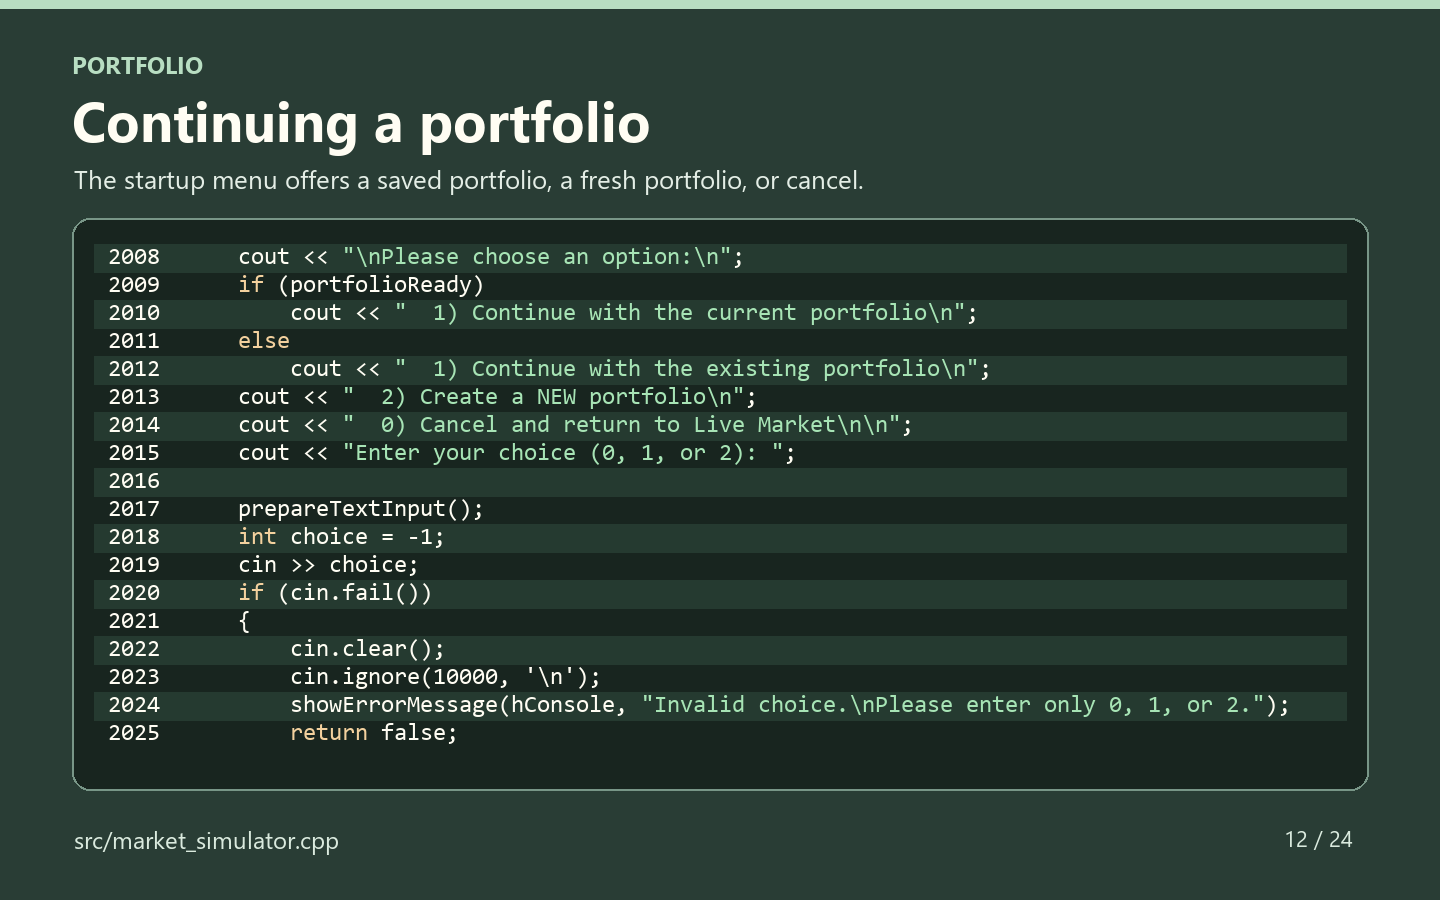 PORTFOLIO
Continuing a portfolio
The startup menu offers a saved portfolio, a fresh portfolio, or cancel.
2008      cout << "\nPlease choose an option:\n";
2009      if (portfolioReady)
2010          cout << "  1) Continue with the current portfolio\n";
2011      else
2012          cout << "  1) Continue with the existing portfolio\n";
2013      cout << "  2) Create a NEW portfolio\n";
2014      cout << "  0) Cancel and return to Live Market\n\n";
2015      cout << "Enter your choice (0, 1, or 2): ";
2016
2017      prepareTextInput();
2018      int choice = -1;
2019      cin >> choice;
2020      if (cin.fail())
2021      {
2022          cin.clear();
2023          cin.ignore(10000, '\n');
2024          showErrorMessage(hConsole, "Invalid choice.\nPlease enter only 0, 1, or 2.");
2025          return false;
src/market_simulator.cpp
12 / 24